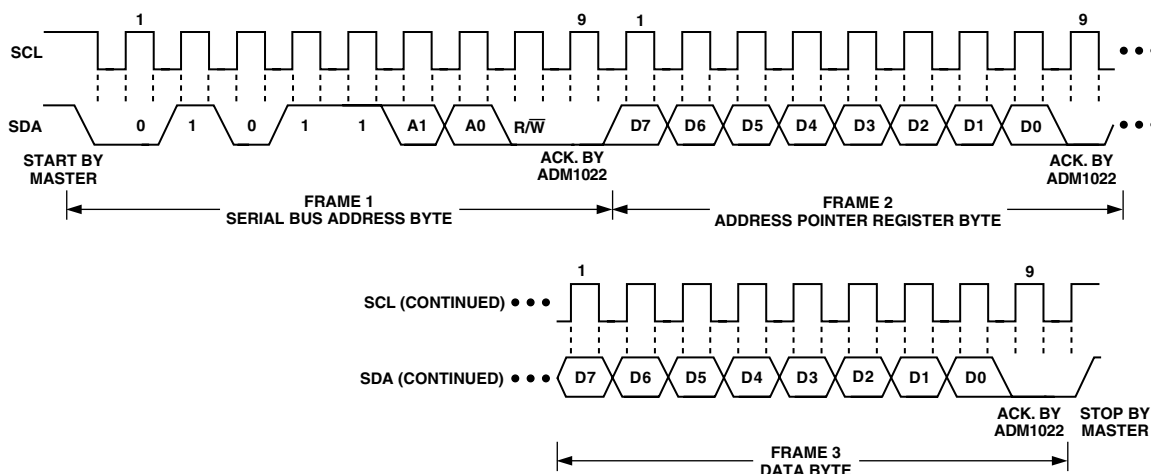 1 9 1 9
SCL
SDA 0 1 0 1 1 A1 A0 R/W D7 D6 D5 D4 D3 D2 D1 D0
START BY MASTER
ACK. BY ADM1022
ACK. BY ADM1022
FRAME 1
SERIAL BUS ADDRESS BYTE
FRAME 2
ADDRESS POINTER REGISTER BYTE
1 9
SCL (CONTINUED)
SDA (CONTINUED) D7 D6 D5 D4 D3 D2 D1 D0
ACK. BY ADM1022
STOP BY MASTER
FRAME 3
DATA BYTE